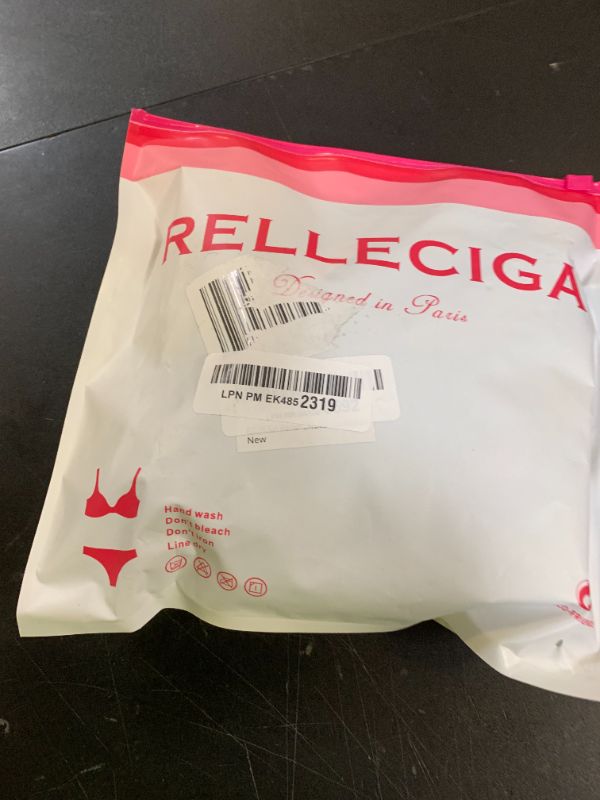 RELLECIGA
Designed in Paris
LPN PM EK4852319
New
Hand wash
Don't bleach
Don't iron
Line dry